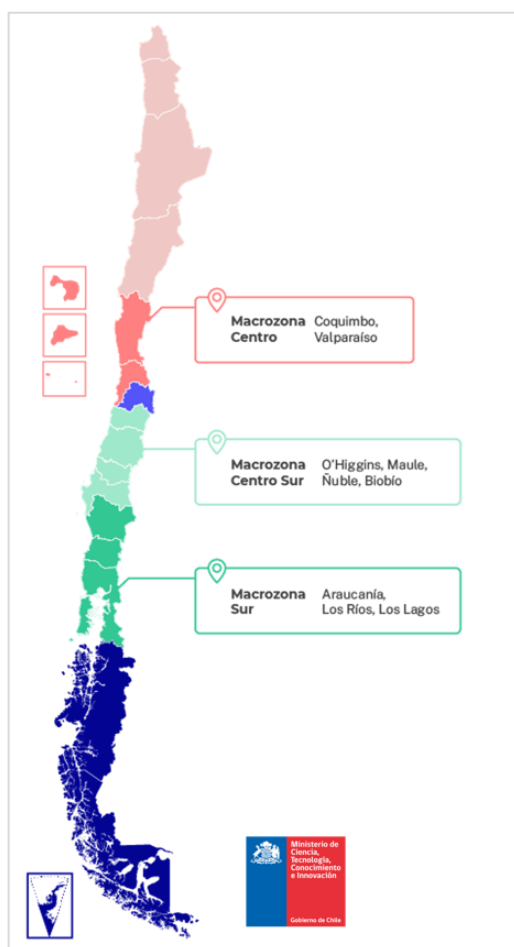 Macrozona Centro
Coquimbo,
Valparaíso
Macrozona Centro Sur
O'Higgins, Maule,
Ñuble, Biobío
Macrozona Sur
Araucanía,
Los Ríos, Los Lagos
Ministerio de
Ciencia,
Tecnología,
Conocimiento
e Innovación
Gobierno de Chile